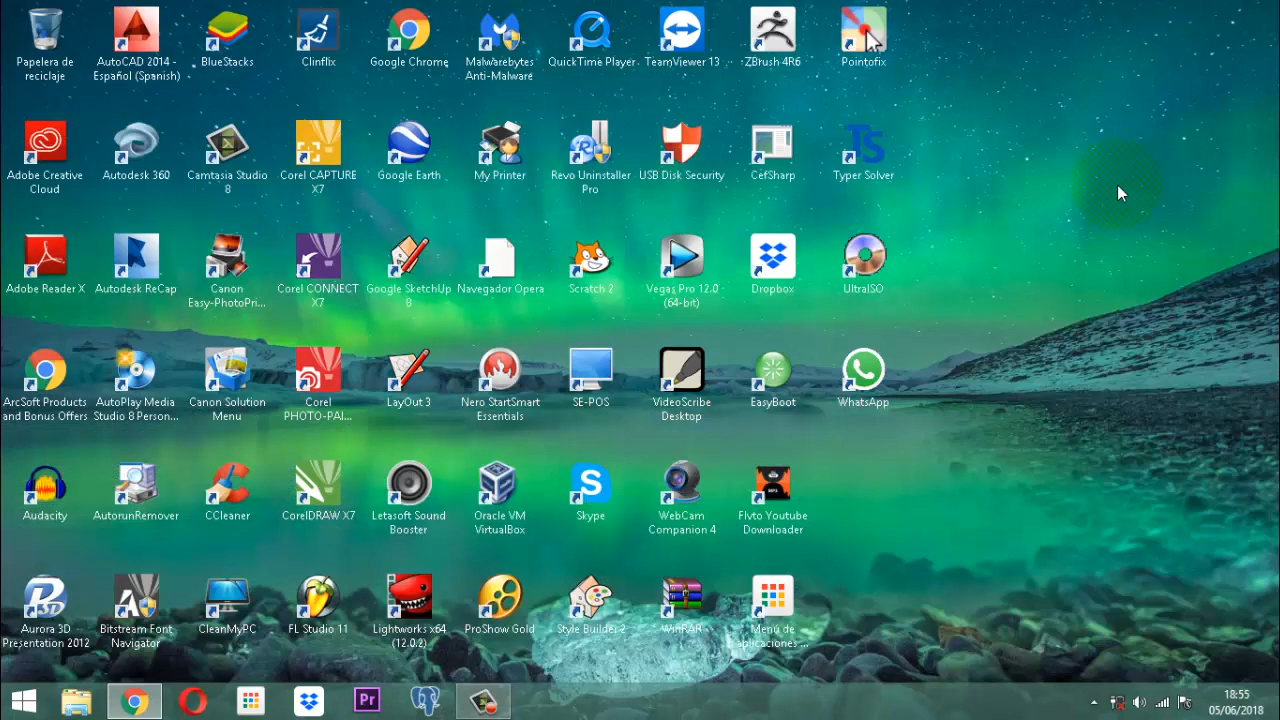 Papelera de
reciclaje
AutoCAD 2014 -
Español (Spanish)
BlueStacks
Clinflix
Google Chrome
Malwarebytes
Anti-Malware
QuickTime Player
TeamViewer 13
ZBrush 4R6
Pointofix
TS
Adobe Creative
Cloud
Autodesk 360
Camtasia Studio
8
Corel CAPTURE
X7
Google Earth
My Printer
Revo Uninstaller
Pro
USB Disk Security
CefSharp
Typer Solver
Adobe Reader X
Autodesk ReCap
Canon
Easy-PhotoPri...
Corel CONNECT
X7
Google SketchUp
8
Navegador Opera
Scratch 2
Vegas Pro 12.0
(64-bit)
Dropbox
UltraISO
ArcSoft Products
and Bonus Offers
AutoPlay Media
Studio 8 Person...
Canon Solution
Menu
Corel
PHOTO-PAI...
LayOut 3
Nero StartSmart
Essentials
SE-POS
VideoScribe
Desktop
EasyBoot
WhatsApp
Audacity
AutorunRemover
CCleaner
CorelDRAW X7
Letasoft Sound
Booster
Oracle VM
VirtualBox
Skype
WebCam
Companion 4
Flvto Youtube
Downloader
Aurora 3D
Presentation 2012
Bitstream Font
Navigator
CleanMyPC
FL Studio 11
Lightworks x64
(12.0.2)
ProShow Gold
Style Builder 2
WinRAR
Menú de
aplicaciones ...
Pr
18:55
05/06/2018